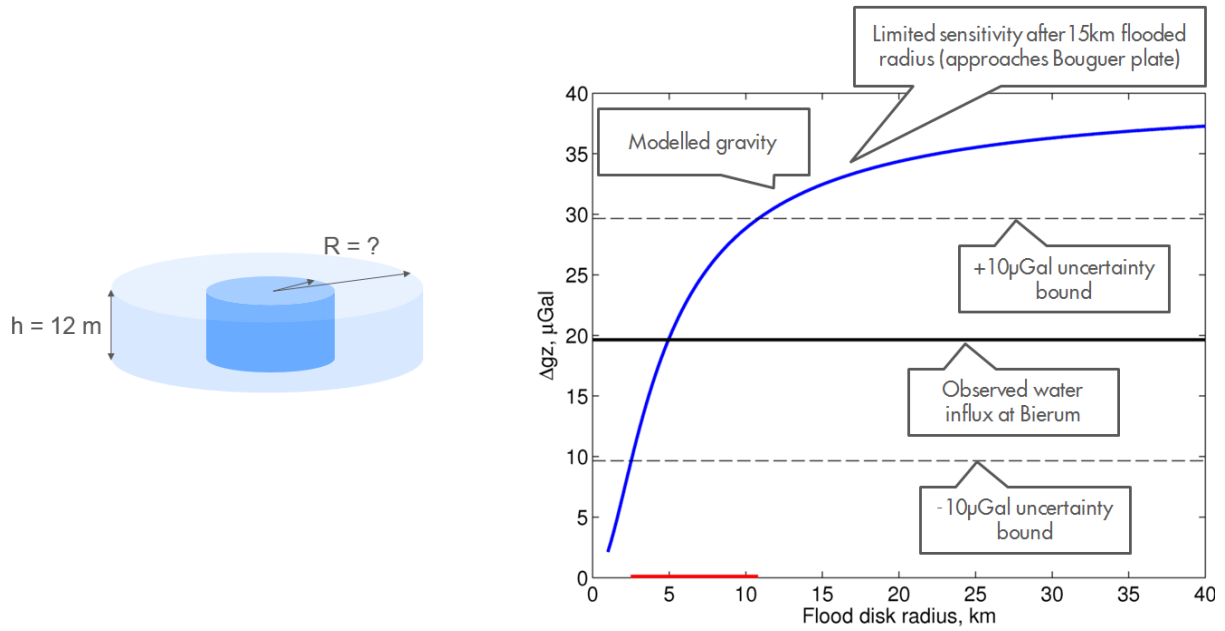 R = ?
h = 12 m
Limited sensitivity after 15km flooded
radius (approaches Bouguer plate)
Modelled gravity
+10µGal uncertainty
bound
Observed water
influx at Bierum
-10µGal uncertainty
bound
Δgz, µGal
40
35
30
25
20
15
10
5
0
0 5 10 15 20 25 30 35 40
Flood disk radius, km